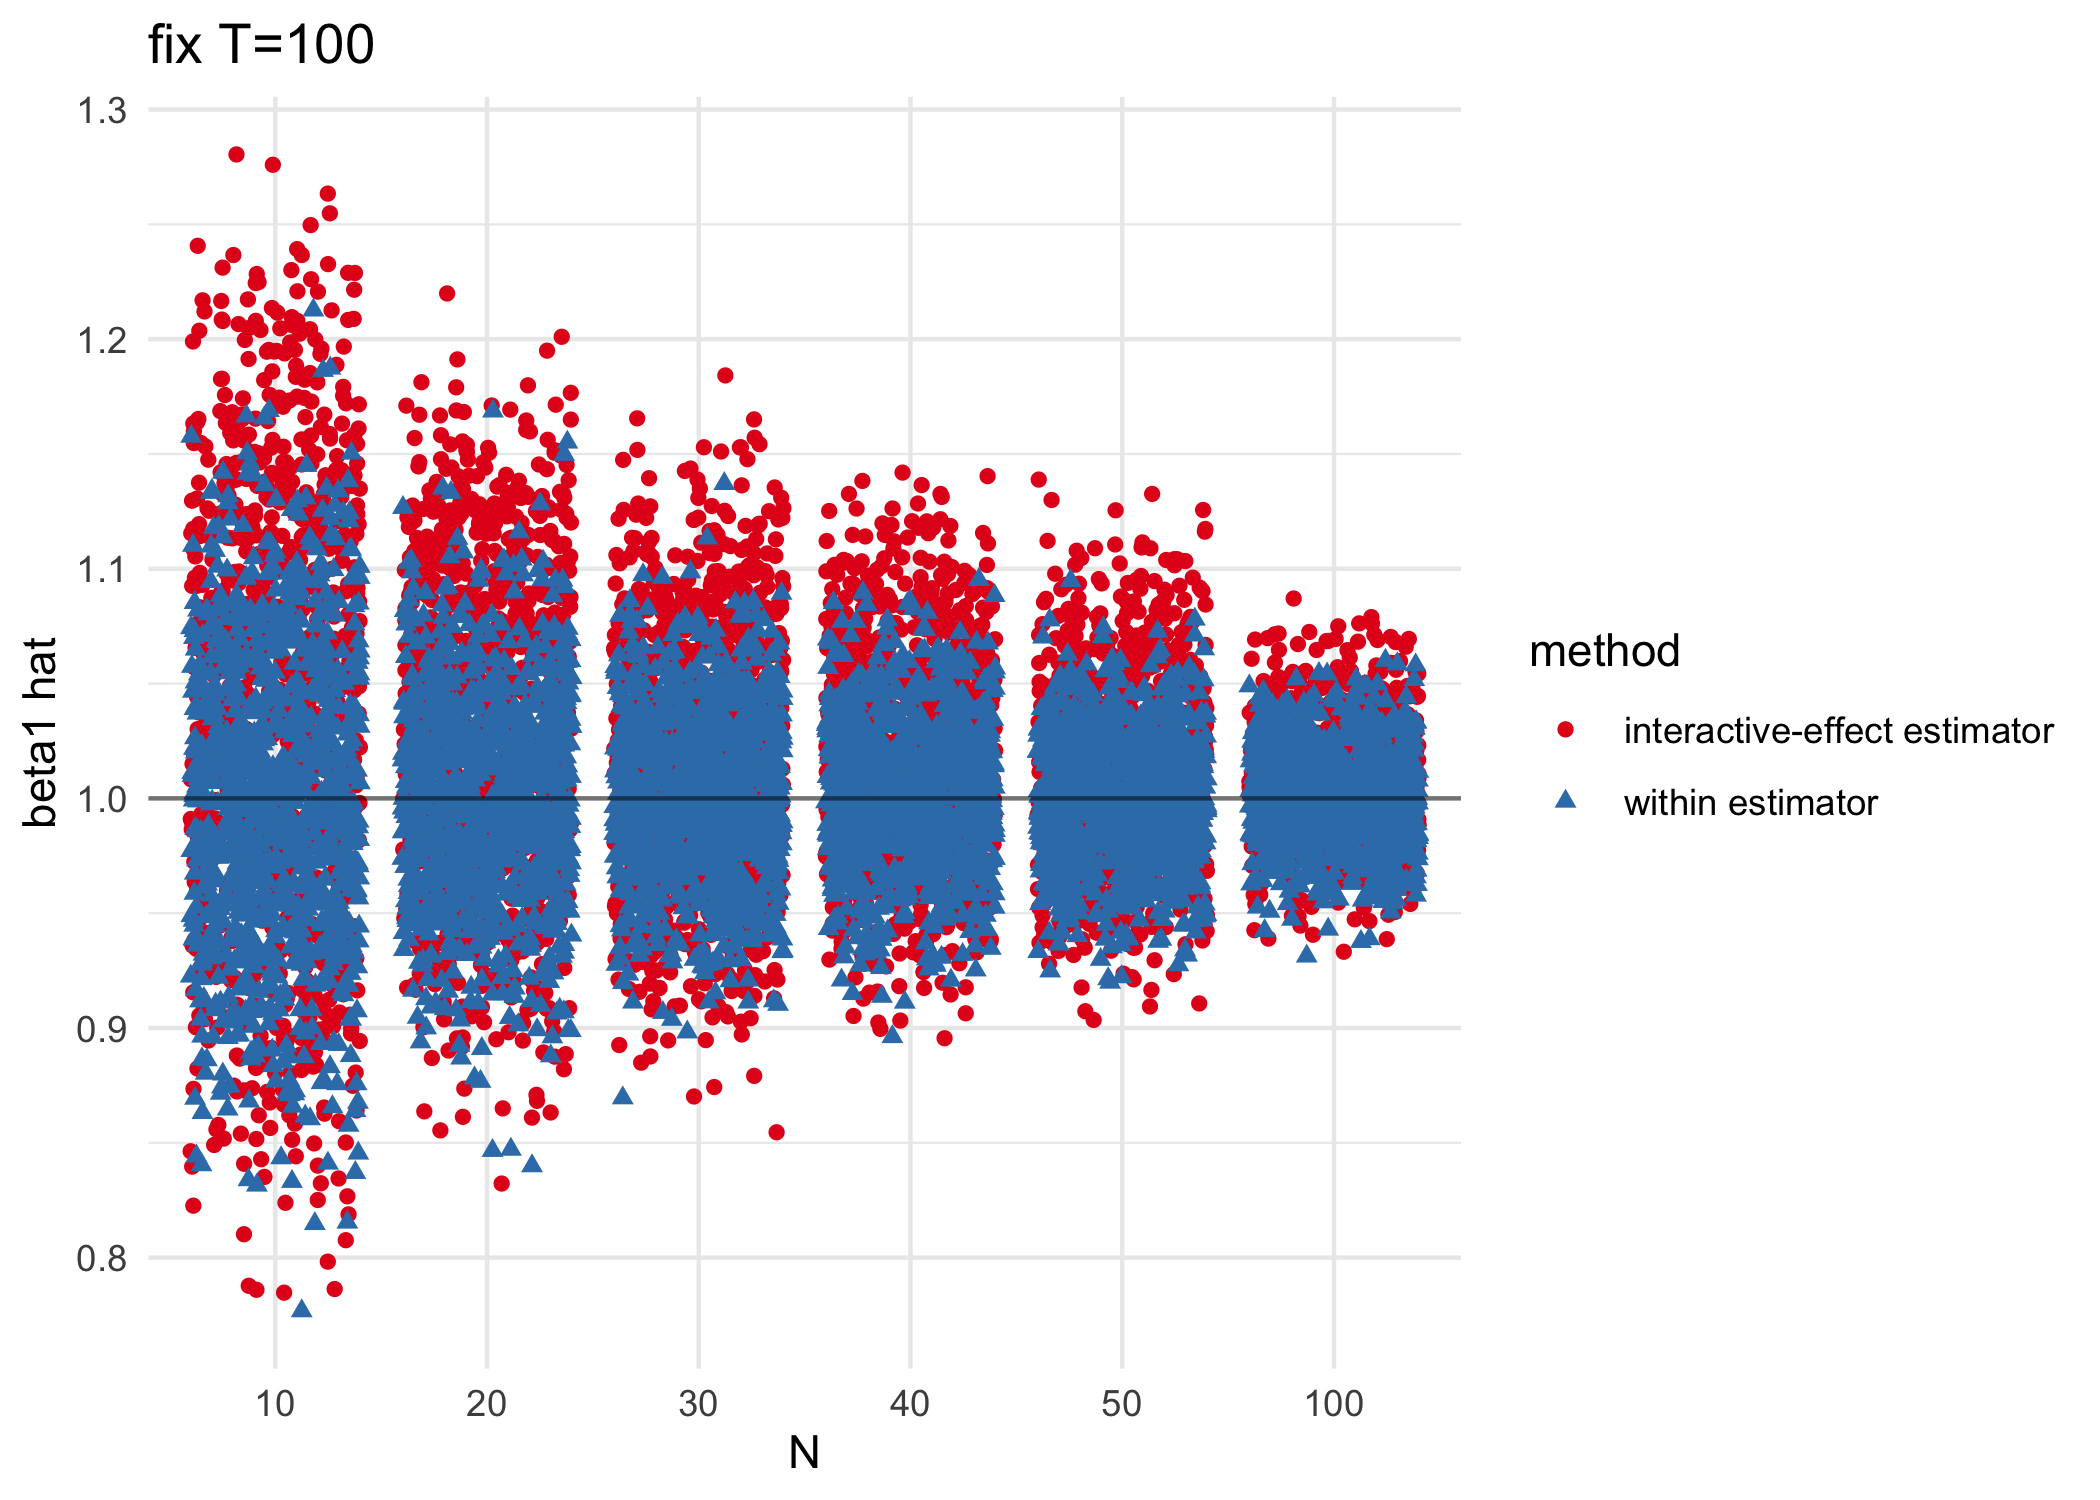 fix T=100
1.3
1.2
1.1
1.0
0.9
0.8
beta1 hat
10 20 30 40 50 100
N
method
interactive-effect estimator
within estimator